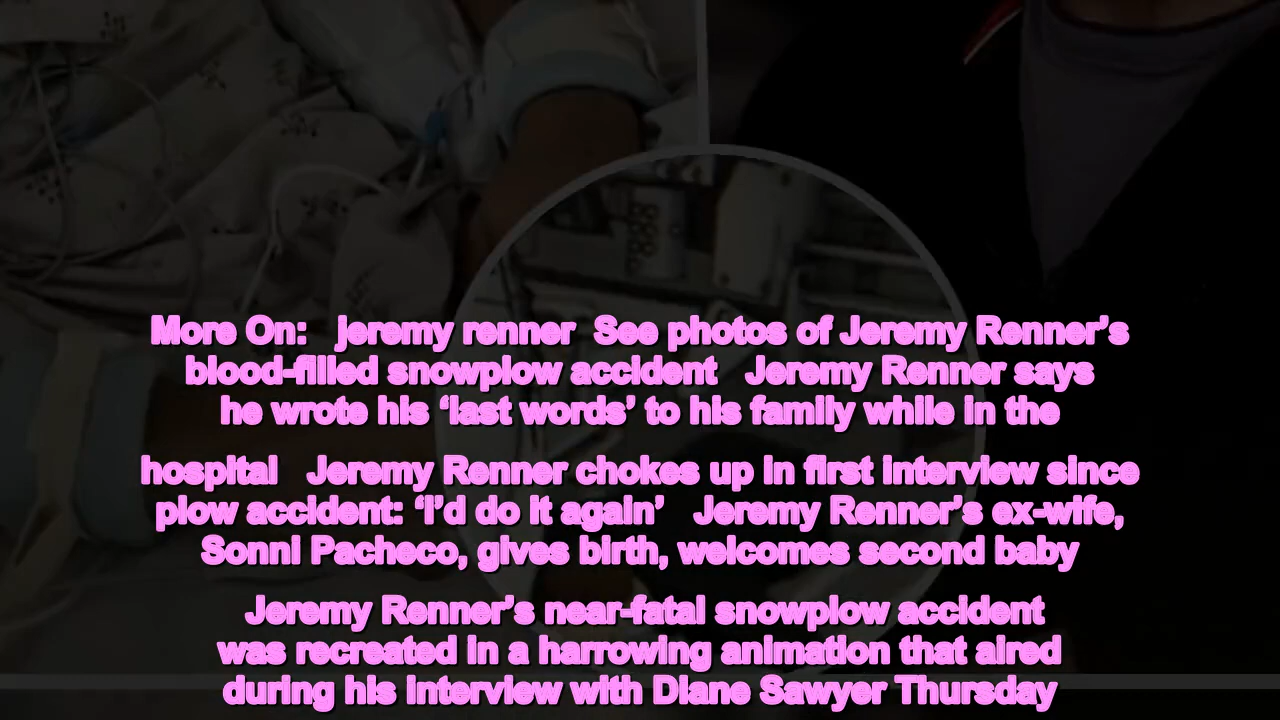 More On: jeremy renner See photos of Jeremy Renner’s
blood-filled snowplow accident Jeremy Renner says
he wrote his ‘last words’ to his family while in the
hospital Jeremy Renner chokes up in first interview since
plow accident: ‘I’d do it again’ Jeremy Renner’s ex-wife,
Sonni Pacheco, gives birth, welcomes second baby
Jeremy Renner’s near-fatal snowplow accident
was recreated in a harrowing animation that aired
during his interview with Diane Sawyer Thursday